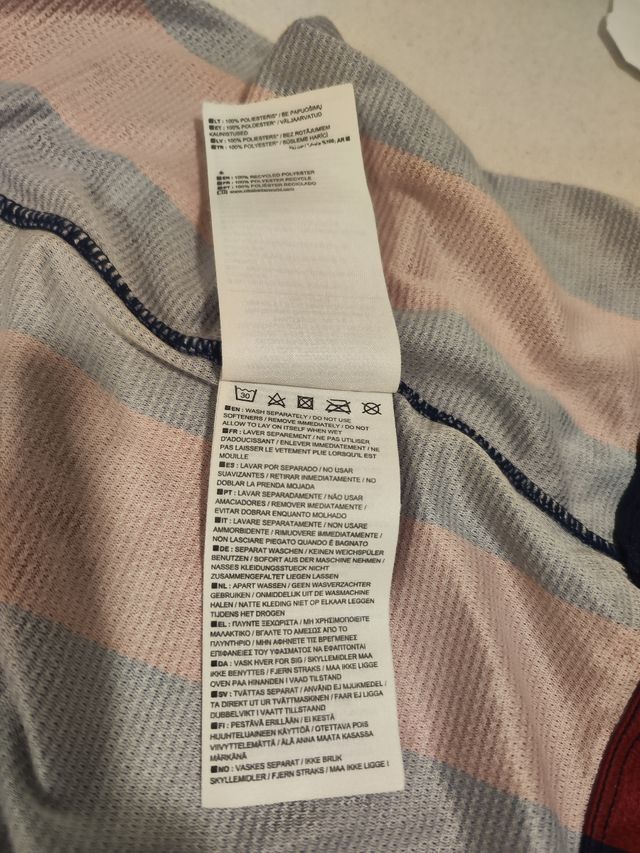 LT : 100% POLIESTERIS* / BE PAPUOŠIMŲ
ET : 100% POLÜESTER* / VÄLJAARVATUD
KAUNISTUSED
LV : 100% POLIESTERS* / BEZ ROTĀJUMIEM
TR : 100% POLYESTER* / SÜSLEME HARİÇ
EN : 100% RECYCLED POLYESTER
FR : 100% POLYESTER RECYCLÉ
PT : 100% POLIÉSTER RECICLADO
30
EN : WASH SEPARATELY / DO NOT USE
SOFTENERS / REMOVE IMMEDIATELY / DO NOT
ALLOW TO LAY ON ITSELF WHEN WET
FR : LAVER SEPAREMENT / NE PAS UTILISER
D'ADOUCISSANT / ENLEVER IMMEDIATEMENT / NE
PAS LAISSER LE VETEMENT PLIE LORSQU'IL EST
MOUILLE
ES : LAVAR POR SEPARADO / NO USAR
SUAVIZANTES / RETIRAR INMEDIATAMENTE / NO
DOBLAR LA PRENDA MOJADA
PT : LAVAR SEPARADAMENTE / NÃO USAR
AMACIADORES / REMOVER IMEDIATAMENTE /
EVITAR DOBRAR ENQUANTO MOLHADO
IT : LAVARE SEPARATAMENTE / NON USARE
AMMORBIDENTE / RIMUOVERE IMMEDIATAMENTE /
NON LASCIARE PIEGATO QUANDO É BAGNATO
DE : SEPARAT WASCHEN / KEINEN WEICHSPÜLER
BENUTZEN / SOFORT AUS DER MASCHINE NEHMEN /
NASSES KLEIDUNGSSTUECK NICHT
ZUSAMMENGEFALTET LIEGEN LASSEN
NL : APART WASSEN / GEEN WASVERZACHTER
GEBRUIKEN / ONMIDDELIJK UIT DE WASMACHINE
HALEN / NATTE KLEDING NIET OP ELKAAR LEGGEN
TIJDENS HET DROGEN
EL : ΠΛΥΝΤΕ ΞΕΧΩΡΙΣΤΑ / ΜΗ ΧΡΗΣΙΜΟΠΟΙΕΙΤΕ
ΜΑΛΑΚΤΙΚΟ / ΒΓΑΛΤΕ ΤΟ ΑΜΕΣΩΣ ΑΠΟ ΤΟ
ΠΛΥΝΤΗΡΙΟ / ΜΗΝ ΑΦΗΝΕΤΕ ΤΙΣ ΒΡΕΓΜΕΝΕΣ
ΕΠΙΦΑΝΕΙΕΣ ΤΟΥ ΥΦΑΣΜΑΤΟΣ ΝΑ ΕΦΑΠΤΟΝΤΑΙ
DA : VASK HVER FOR SIG / SKYLLEMIDLER MAA
IKKE BENYTTES / FJERN STRAKS / MAA IKKE LIGGE
OVEN PAA HINANDEN I VAAD TILSTAND
SV : TVÄTTAS SEPARAT / ANVÄND EJ MJUKMEDEL /
TA DIREKT UT UR TVÄTTMASKINEN / FAAR EJ LIGGA
DUBBELVIKT I VAATT TILLSTAAND
FI : PESTÄVÄ ERILLÄÄN / EI KESTÄ
HUUHTELUAINEEN KÄYTTÖÄ / OTETTAVA POIS
VIIVYTTELEMÄTTÄ / ÄLÄ ANNA MAATA KASASSA
MÄRKÄNÄ
NO : VASKES SEPARAT / IKKE BRUK
SKYLLEMIDLER / FJERN STRAKS / MAA IKKE LIGGE I